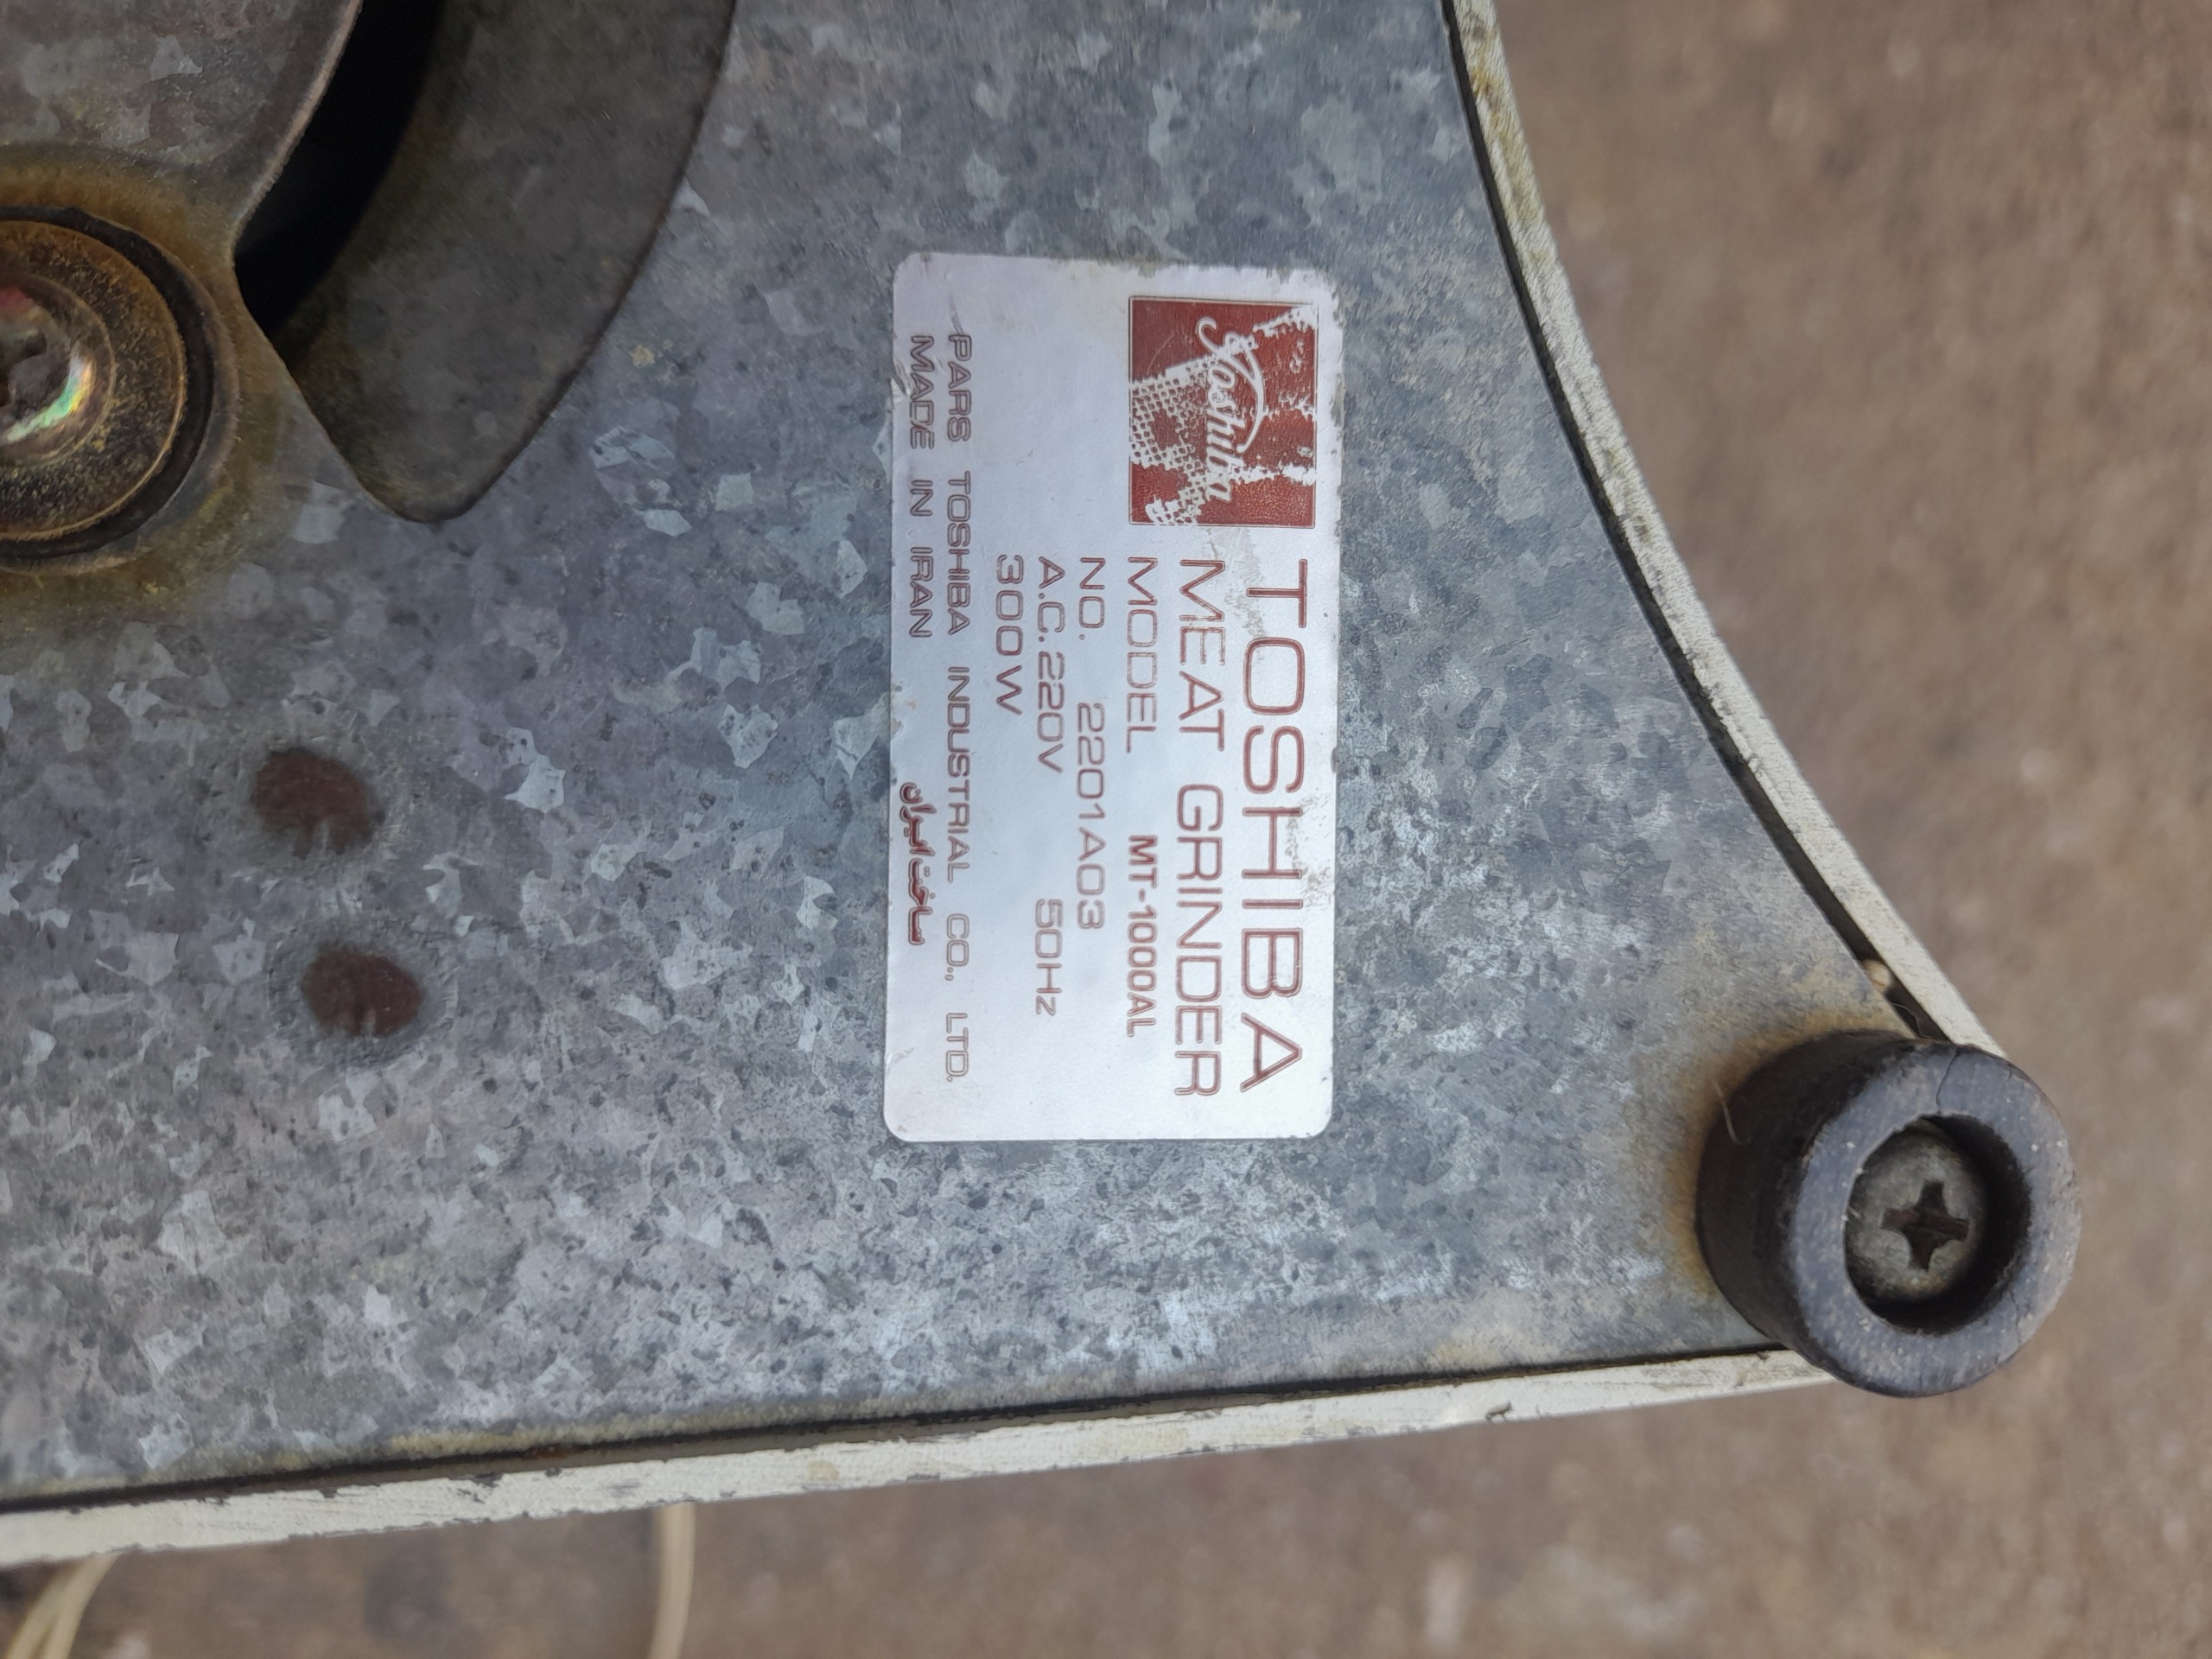 Toshiba
TOSHIBA
MEAT GRINDER
MODEL MT-1000AL
NO. 2201A03
A.C. 220V 50Hz
300W
PARS TOSHIBA INDUSTRIAL CO., LTD.
MADE IN IRAN ساخت ایران